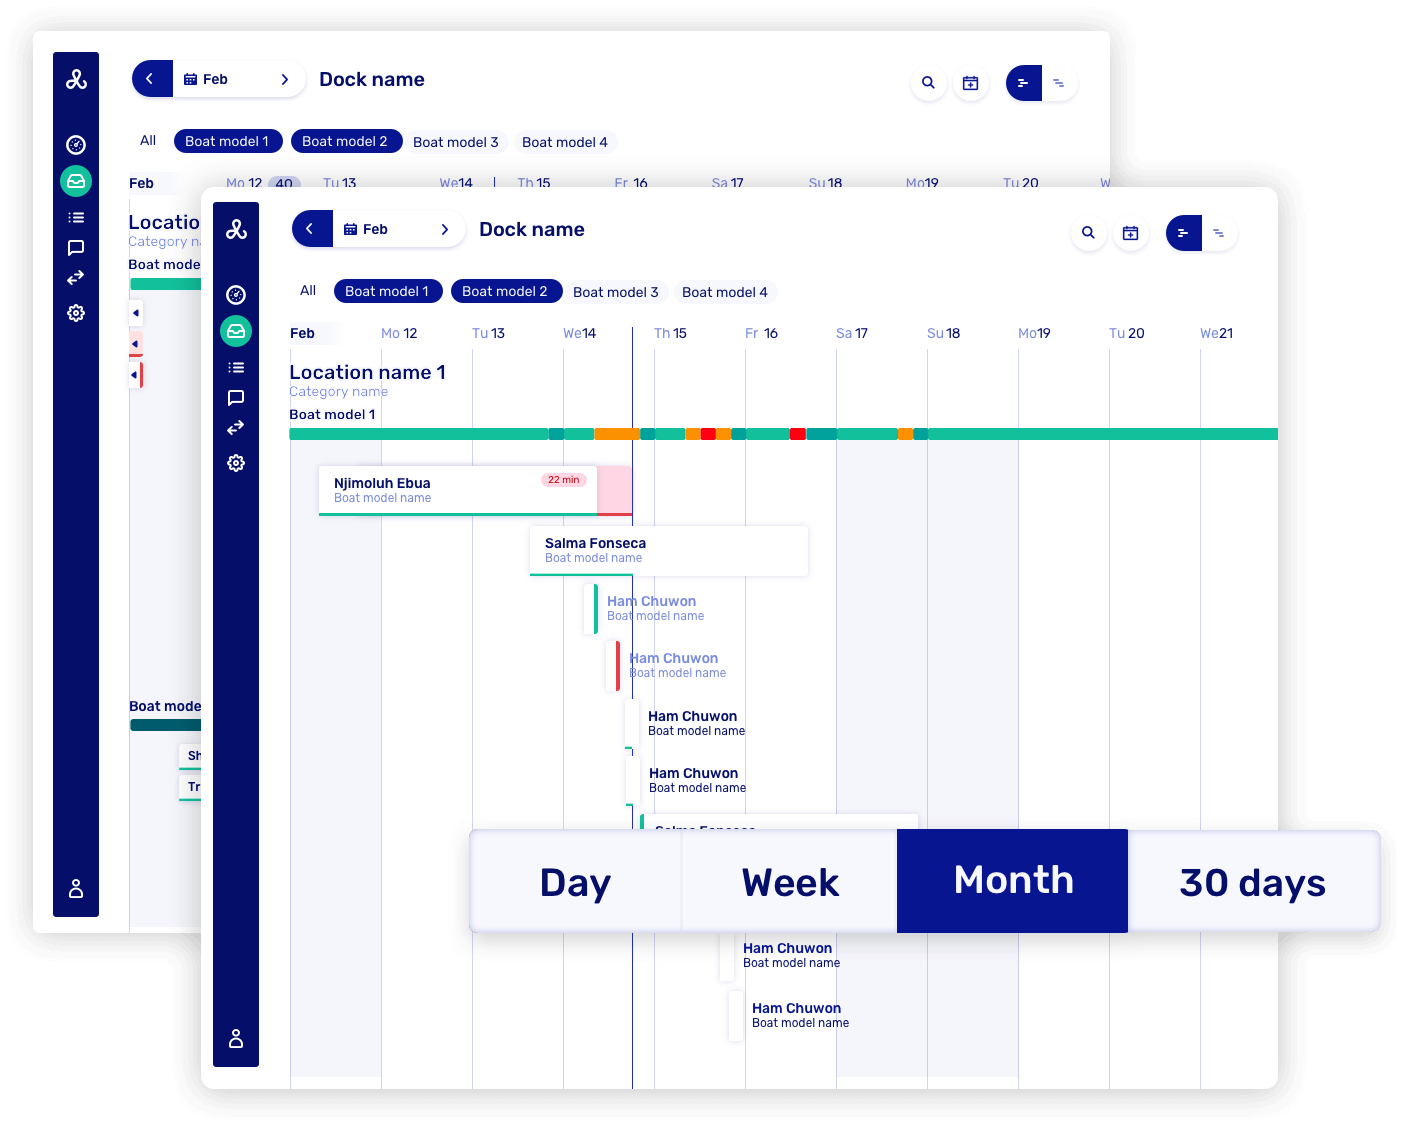 Feb
Dock name
All
Boat model 1
Boat model 2
Boat model 3
Boat model 4
Feb
Mo 12
40
Tu 13
We14
Th 15
Fr 16
Sa 17
Su 18
Mo19
Tu 20
W
Locatio
Category na
Boat mode
Boat mode
Sh
Tr
Feb
Dock name
All
Boat model 1
Boat model 2
Boat model 3
Boat model 4
Feb
Mo 12
Tu 13
We14
Th 15
Fr 16
Sa 17
Su 18
Mo19
Tu 20
We21
Location name 1
Category name
Boat model 1
Njimoluh Ebua
22 min
Boat model name
Salma Fonseca
Boat model name
Ham Chuwon
Boat model name
Ham Chuwon
Boat model name
Ham Chuwon
Boat model name
Ham Chuwon
Boat model name
Salma Fonseca
Day
Week
Month
30 days
Ham Chuwon
Boat model name
Ham Chuwon
Boat model name